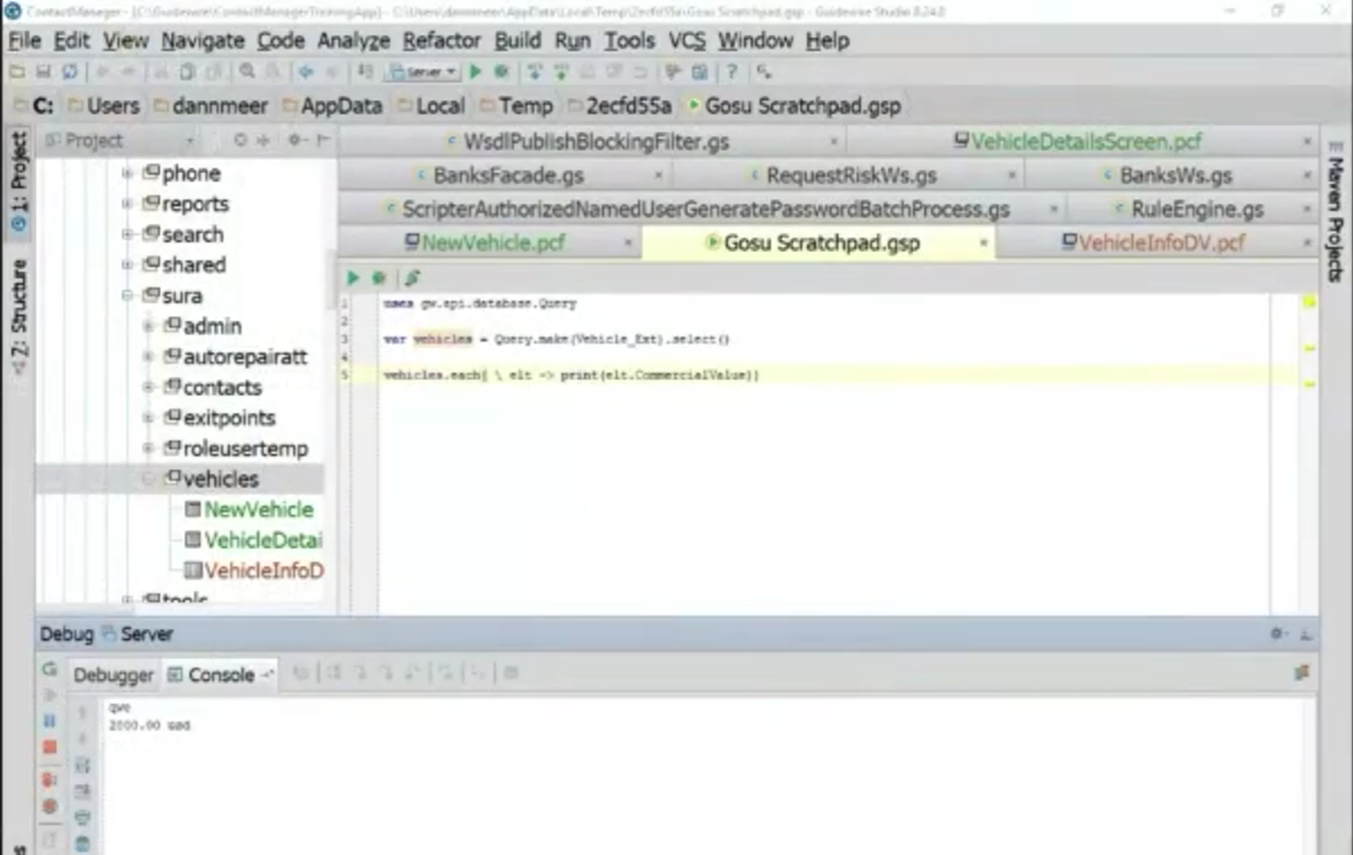 ContactManager - [C:\Guidewire\ContactManagerTrainingApp] - C:\Users\dannmeer\AppData\Local\Temp\2ecfd55a\Gosu Scratchpad.gsp - Guidewire Studio 8.24.0
File Edit View Navigate Code Analyze Refactor Build Run Tools VCS Window Help
Server
C: Users dannmeer AppData Local Temp 2ecfd55a Gosu Scratchpad.gsp
1: Project
Z: Structure
Project
phone
reports
search
shared
sura
admin
autorepairatt
contacts
exitpoints
roleusertemp
vehicles
NewVehicle
VehicleDetai
VehicleInfoD
tools
WsdlPublishBlockingFilter.gs VehicleDetailsScreen.pcf
BanksFacade.gs RequestRiskWs.gs BanksWs.gs
ScripterAuthorizedNamedUserGeneratePasswordBatchProcess.gs RuleEngine.gs
NewVehicle.pcf Gosu Scratchpad.gsp VehicleInfoDV.pcf
1 uses gw.api.database.Query
2
3 var vehicles = Query.make(Vehicle_Ext).select()
4
5 vehicles.each( \ elt -> print(elt.CommercialValue))
Maven Projects
Debug Server
Debugger Console
qwe
2000.00 usd